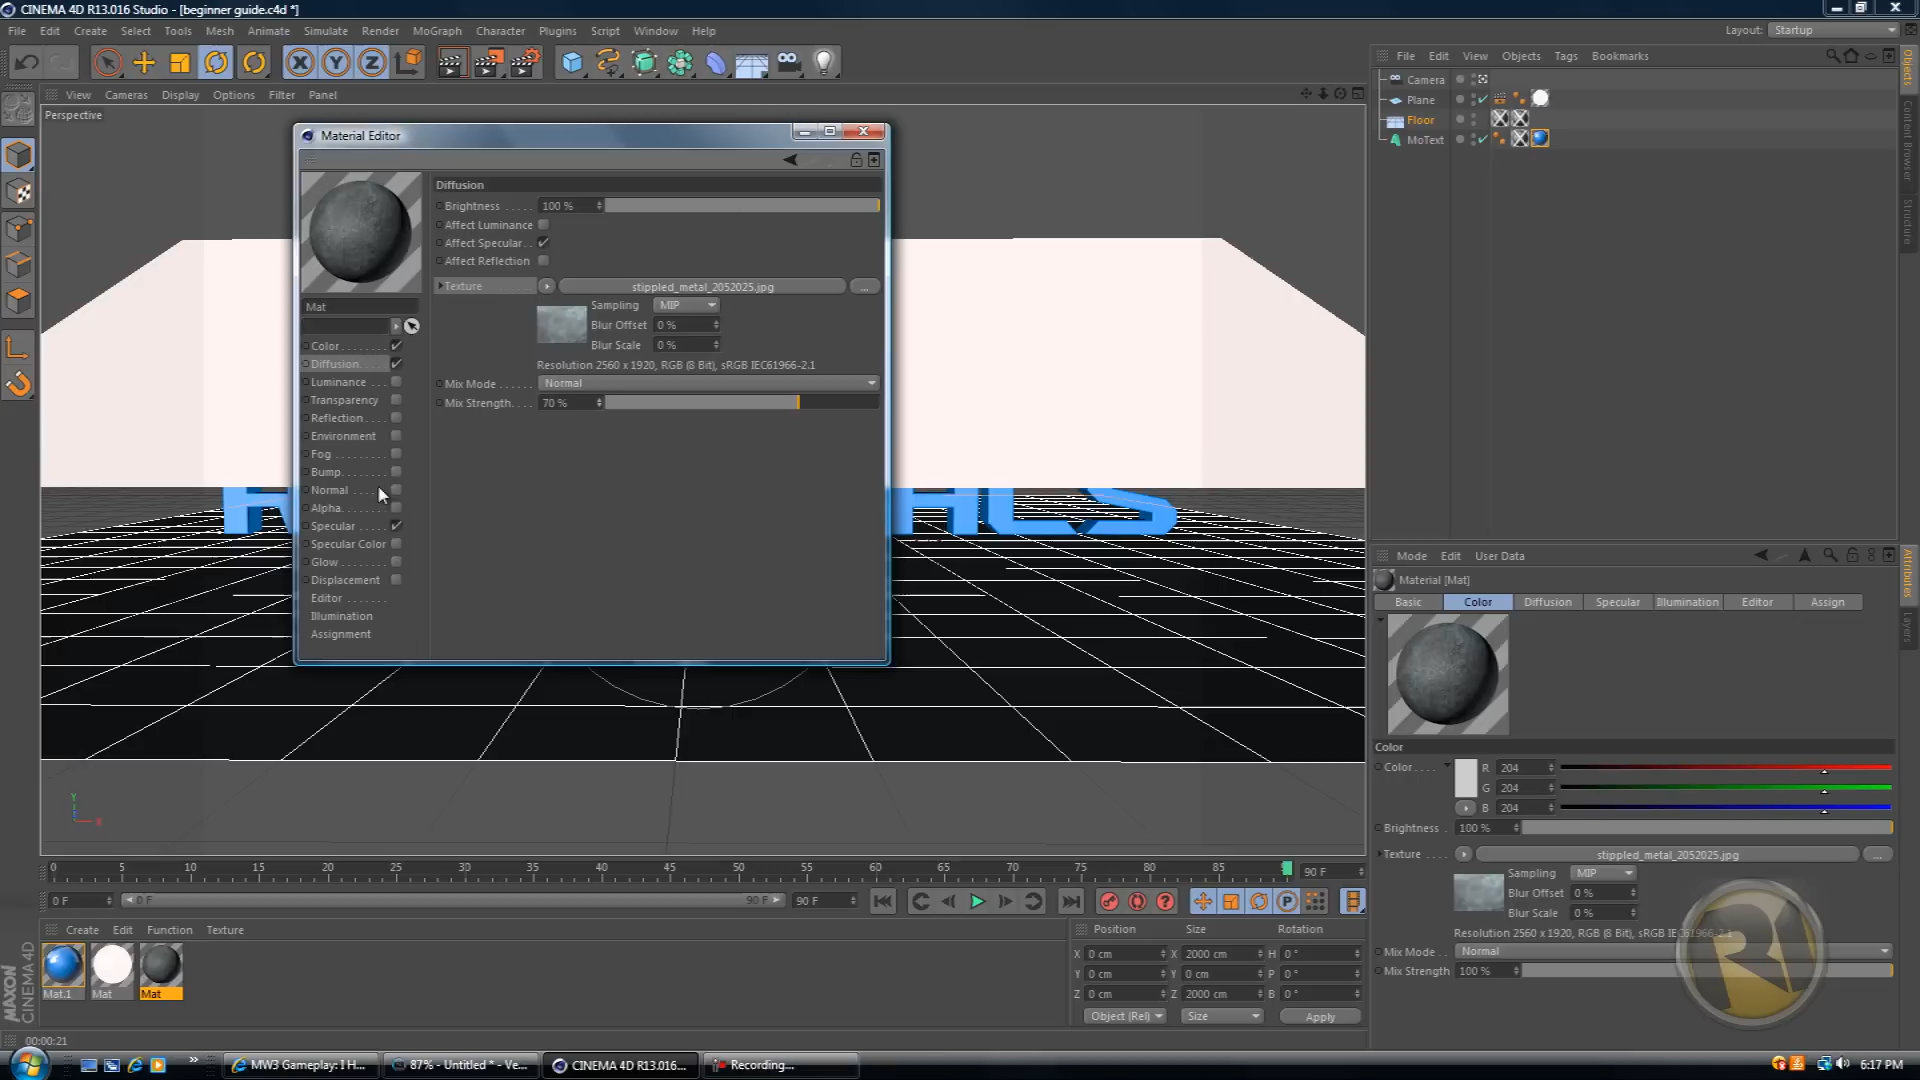 CINEMA 4D R13.016 Studio - [beginner guide.c4d *]
File Edit Create Select Tools Mesh Animate Simulate Render MoGraph Character Plugins Script Window Help
Layout: Startup
X Y Z
File Edit View Objects Tags Bookmarks
View Cameras Display Options Filter Panel
Perspective
Camera
Plane
Floor
MoText
Objects
Content Browser
Structure
Material Editor
Diffusion
Brightness 100 %
Affect Luminance
Affect Specular
Affect Reflection
Texture stippled_metal_2052025.jpg ...
Sampling MIP
Blur Offset 0 %
Blur Scale 0 %
Resolution 2560 x 1920, RGB (8 Bit), sRGB IEC61966-2.1
Mix Mode Normal
Mix Strength 70 %
Mat
Color
Diffusion
Luminance
Transparency
Reflection
Environment
Fog
Bump
Normal
Alpha
Specular
Specular Color
Glow
Displacement
Editor
Illumination
Assignment
Mode Edit User Data
Material [Mat]
Basic Color Diffusion Specular Illumination Editor Assign
Attributes
Layers
Color
Color R 204
G 204
B 204
Brightness 100 %
Texture stippled_metal_2052025.jpg ...
Sampling MIP
Blur Offset 0 %
Blur Scale 0 %
Resolution 2560 x 1920, RGB (8 Bit), sRGB IEC61966-2.1
Mix Mode Normal
Mix Strength 100 %
R
Y
0 5 10 15 20 25 30 35 40 45 50 55 60 65 70 75 80 85 90 F
0 F 0 F 90 F 90 F
P
Create Edit Function Texture
Mat.1 Mat Mat
Position Size Rotation
X 0 cm X 2000 cm H 0 °
Y 0 cm Y 0 cm P 0 °
Z 0 cm Z 2000 cm B 0 °
Object (Rel) Size Apply
MAXON
CINEMA 4D
00:00:21
MW3 Gameplay: I H... 87% - Untitled * - Ve... CINEMA 4D R13.016... Recording... 6:17 PM